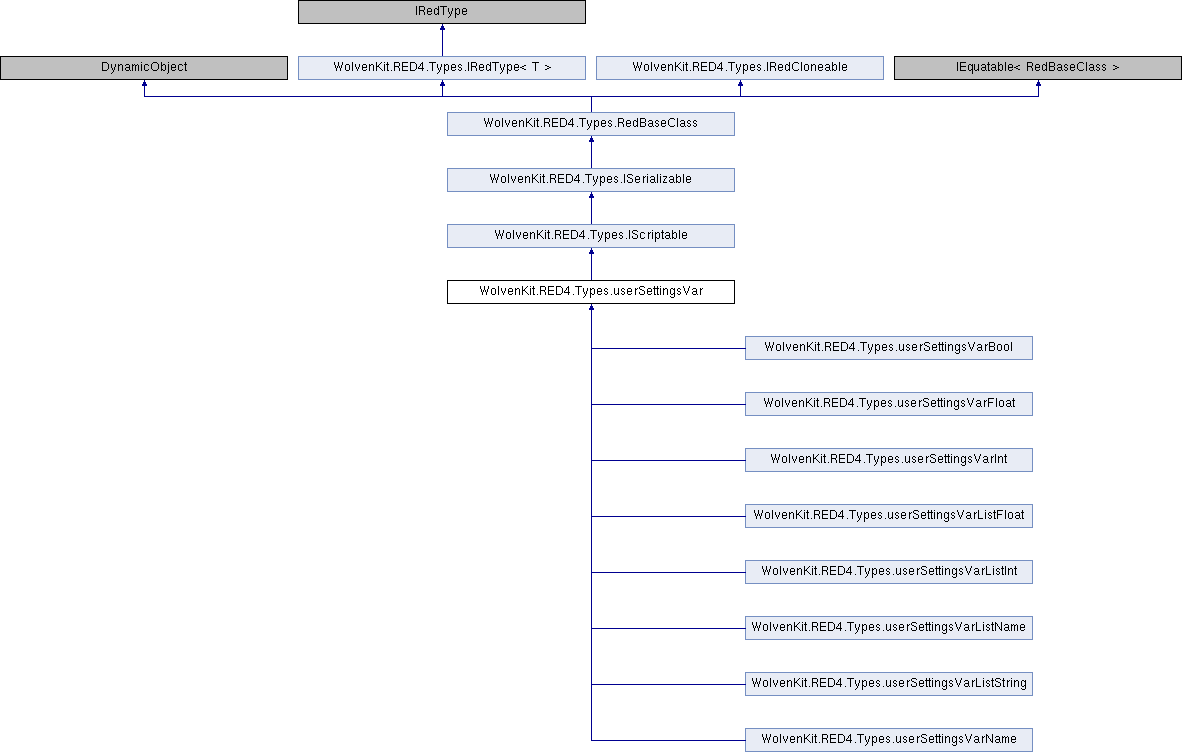 IRedType
DynamicObject
WolvenKit.RED4.Types.IRedType< T >
WolvenKit.RED4.Types.IRedCloneable
IEquatable< RedBaseClass >
WolvenKit.RED4.Types.RedBaseClass
WolvenKit.RED4.Types.ISerializable
WolvenKit.RED4.Types.IScriptable
WolvenKit.RED4.Types.userSettingsVar
WolvenKit.RED4.Types.userSettingsVarBool
WolvenKit.RED4.Types.userSettingsVarFloat
WolvenKit.RED4.Types.userSettingsVarInt
WolvenKit.RED4.Types.userSettingsVarListFloat
WolvenKit.RED4.Types.userSettingsVarListInt
WolvenKit.RED4.Types.userSettingsVarListName
WolvenKit.RED4.Types.userSettingsVarListString
WolvenKit.RED4.Types.userSettingsVarName